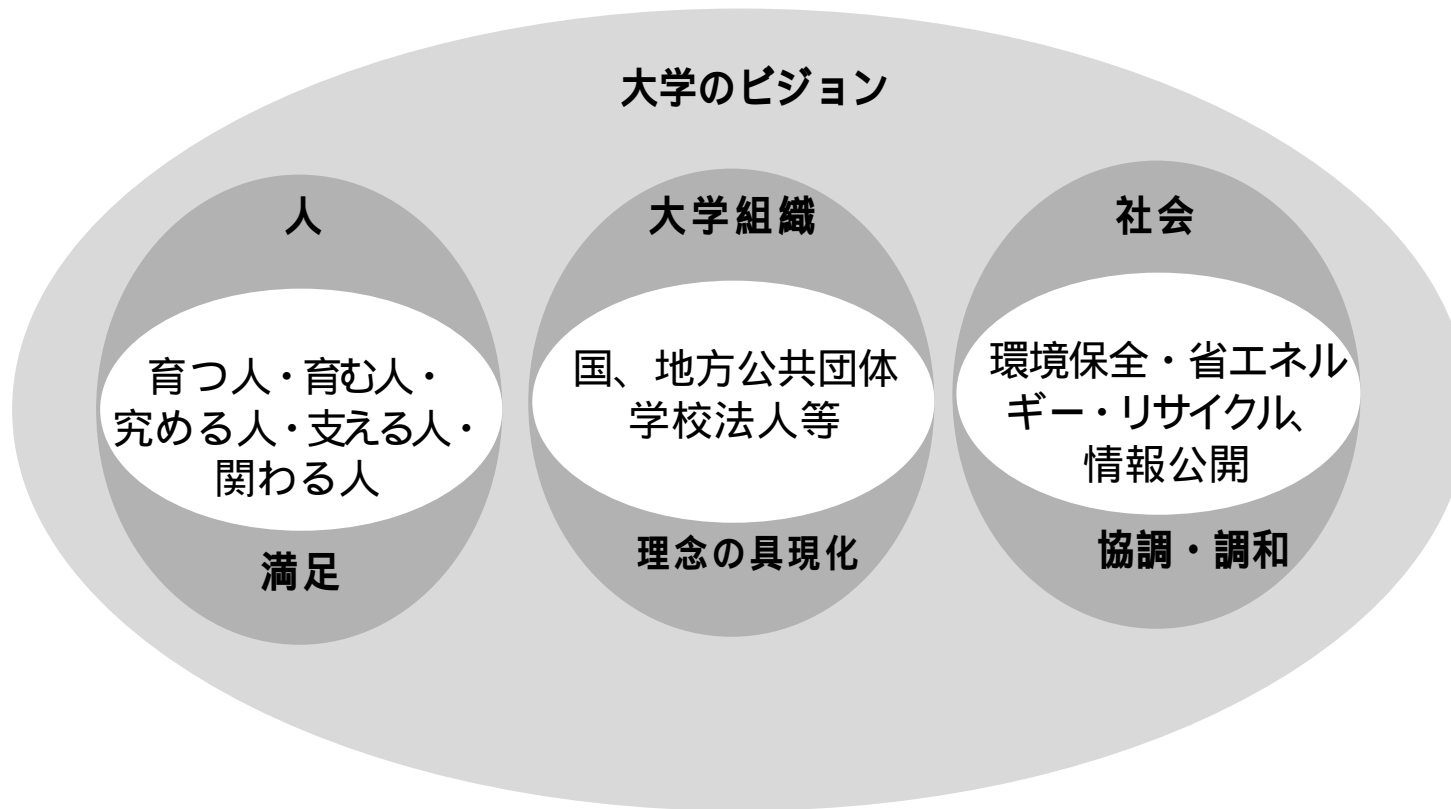 大学のビジョン
人
育つ人・育む人・
究める人・支える人・
関わる人
満足
大学組織
国、地方公共団体
学校法人等
理念の具現化
社会
環境保全・省エネル
ギー・リサイクル、
情報公開
協調・調和